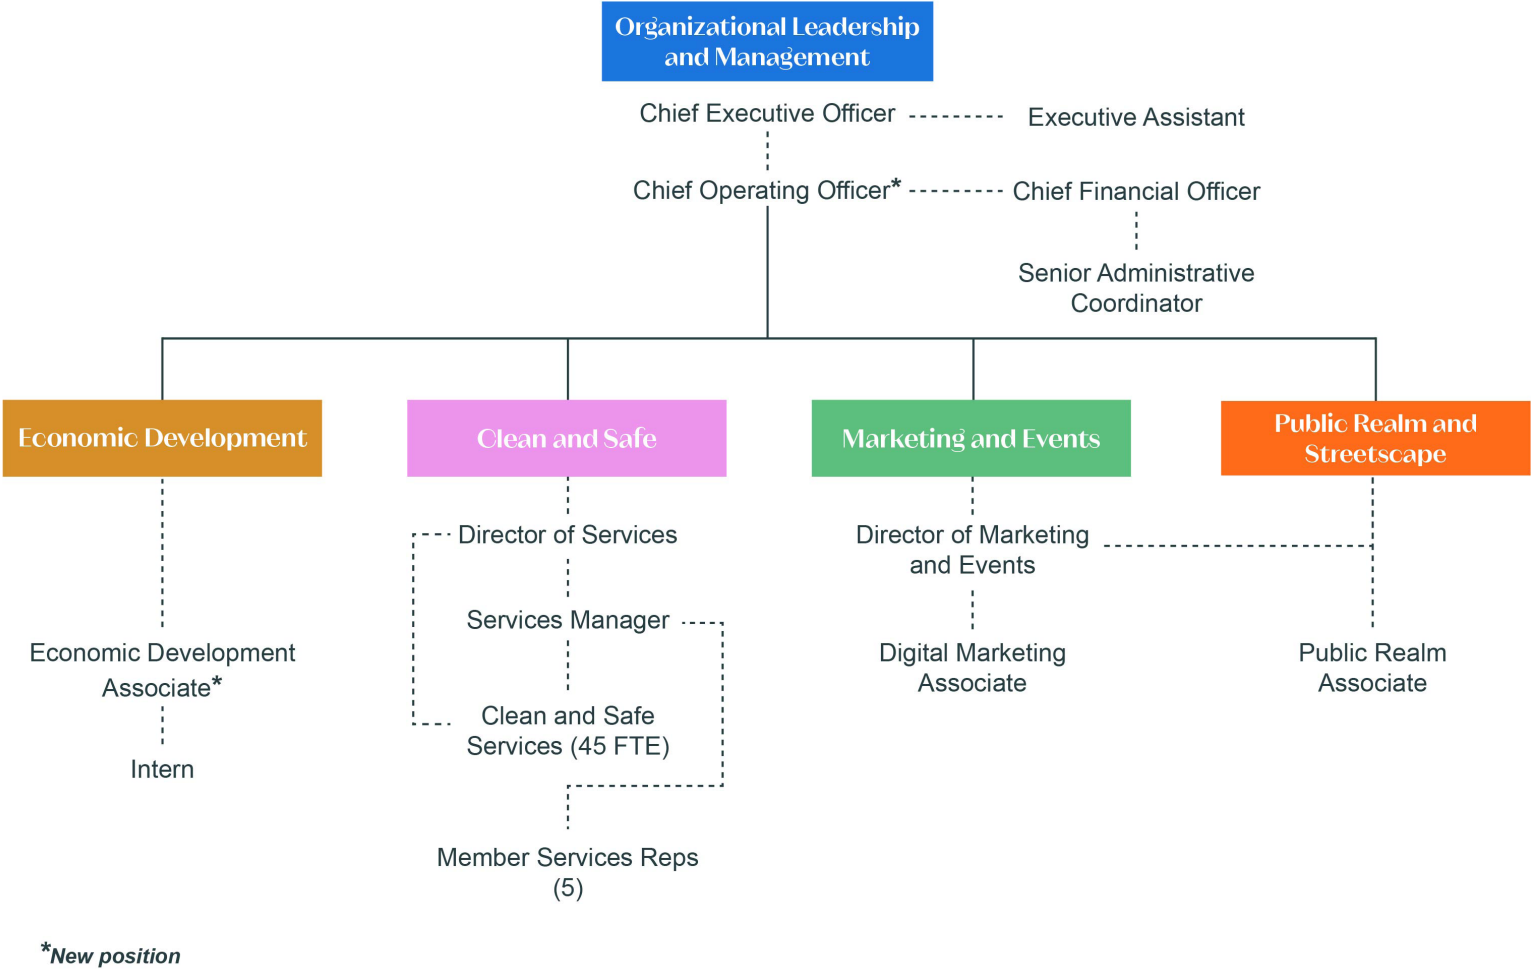 Organizational Leadership
and Management
Chief Executive Officer
Executive Assistant
Chief Operating Officer*
Chief Financial Officer
Senior Administrative
Coordinator
Economic Development
Clean and Safe
Marketing and Events
Public Realm and
Streetscape
Director of Services
Director of Marketing
and Events
Services Manager
Economic Development
Associate*
Digital Marketing
Associate
Public Realm
Associate
Clean and Safe
Services (45 FTE)
Intern
Member Services Reps
(5)
*New position